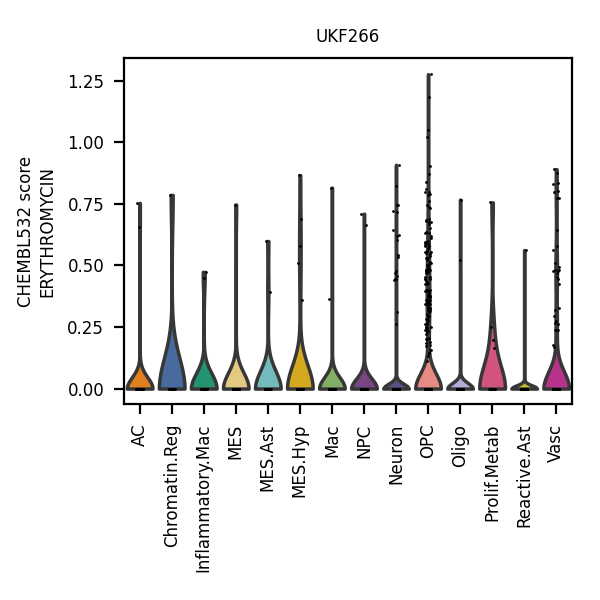 UKF266
CHEMBL532 score
ERYTHROMYCIN
1.25
1.00
0.75
0.50
0.25
0.00
AC
Chromatin.Reg
Inflammatory.Mac
MES
MES.Ast
MES.Hyp
Mac
NPC
Neuron
OPC
Oligo
Prolif.Metab
Reactive.Ast
Vasc